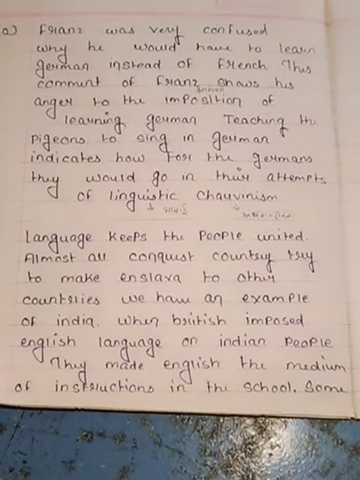 a) Franz was very confused
why he would have to learn
german instead of french This
comment of Franz shows his
anger to the imposition of
learning german Teaching the
pigeons to sing in german
indicates how for the germans
they would go in their attempts
of linguistic chauvinism
language keeps the people united.
Almost all conquist country try
to make enslava to other
countries we have an example
of india. when british imposed
english language on indian people
They made english the medium
of instructions in the school. Some